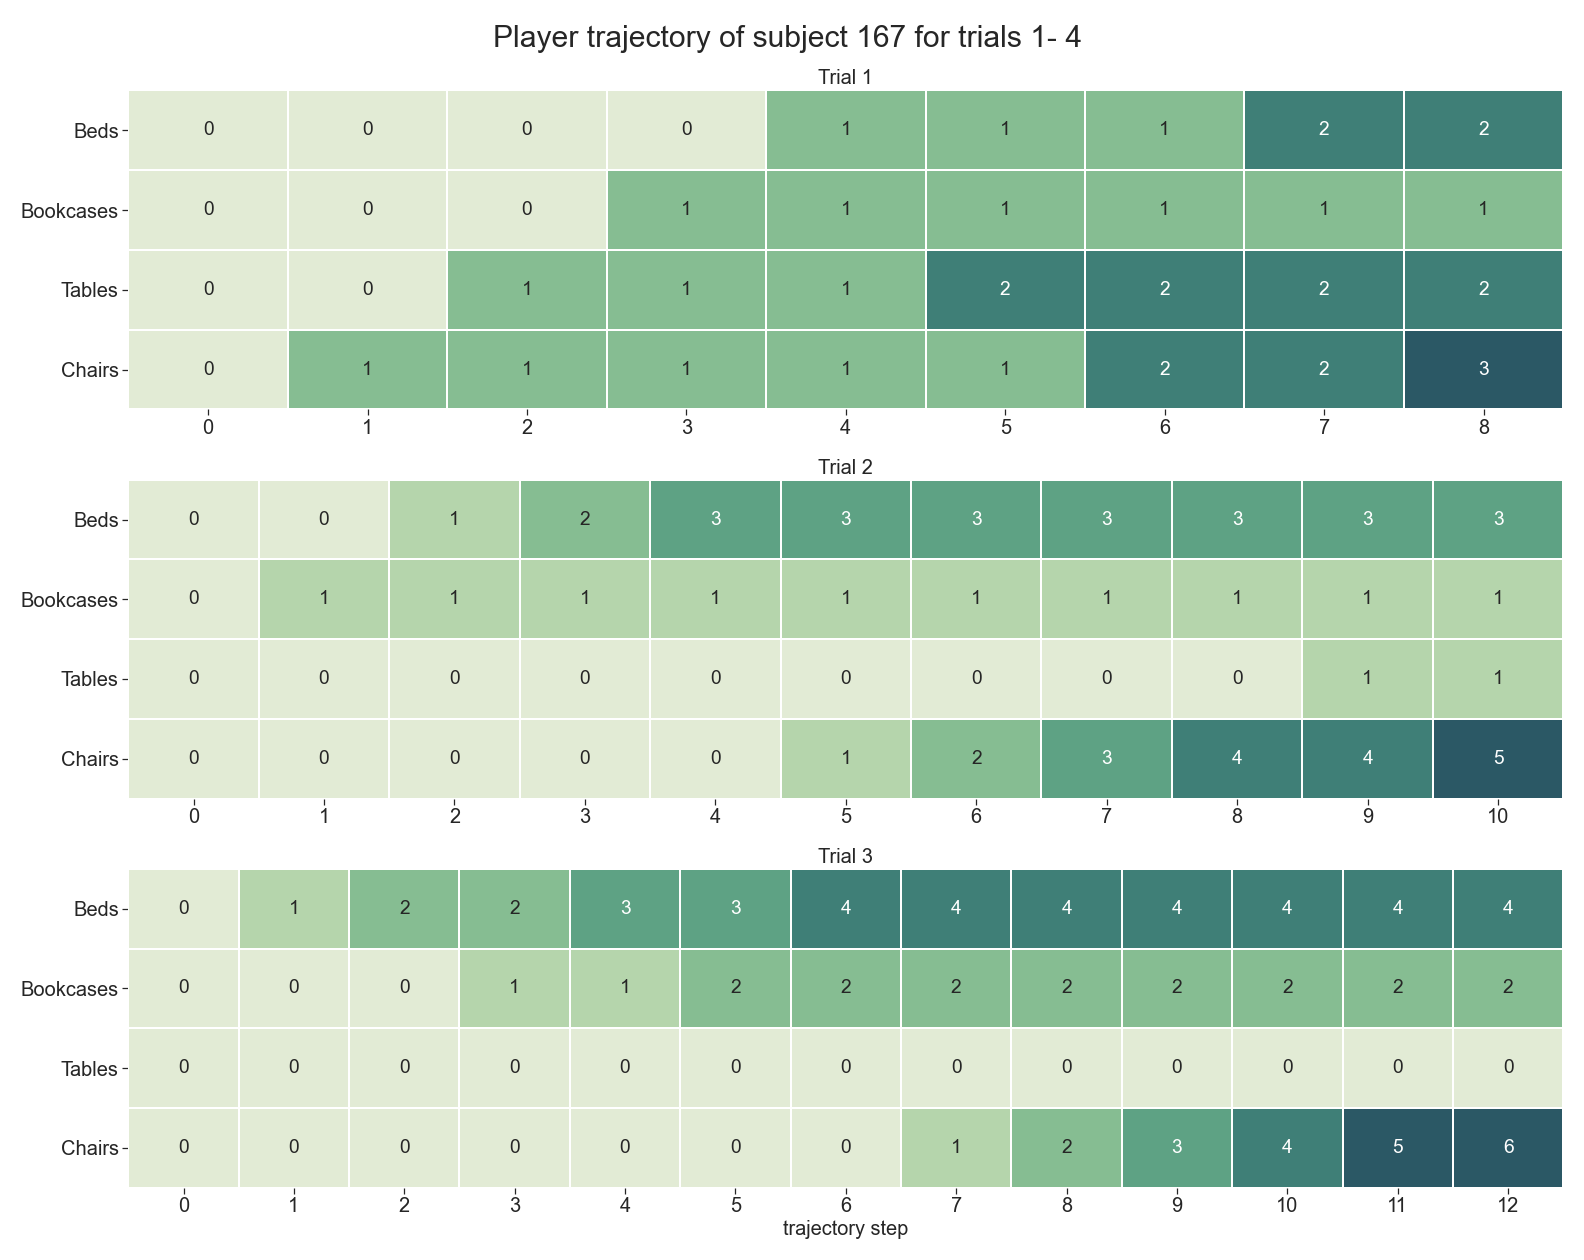 Player trajectory of subject 167 for trials 1- 4
Trial 1
Beds 0 0 0 0 1 1 1 2 2
Bookcases 0 0 0 1 1 1 1 1 1
Tables 0 0 1 1 1 2 2 2 2
Chairs 0 1 1 1 1 1 2 2 3
0 1 2 3 4 5 6 7 8
Trial 2
Beds 0 0 1 2 3 3 3 3 3 3 3
Bookcases 0 1 1 1 1 1 1 1 1 1 1
Tables 0 0 0 0 0 0 0 0 0 1 1
Chairs 0 0 0 0 0 1 2 3 4 4 5
0 1 2 3 4 5 6 7 8 9 10
Trial 3
Beds 0 1 2 2 3 3 4 4 4 4 4 4 4
Bookcases 0 0 0 1 1 2 2 2 2 2 2 2 2
Tables 0 0 0 0 0 0 0 0 0 0 0 0 0
Chairs 0 0 0 0 0 0 0 1 2 3 4 5 6
0 1 2 3 4 5 6 7 8 9 10 11 12
trajectory step